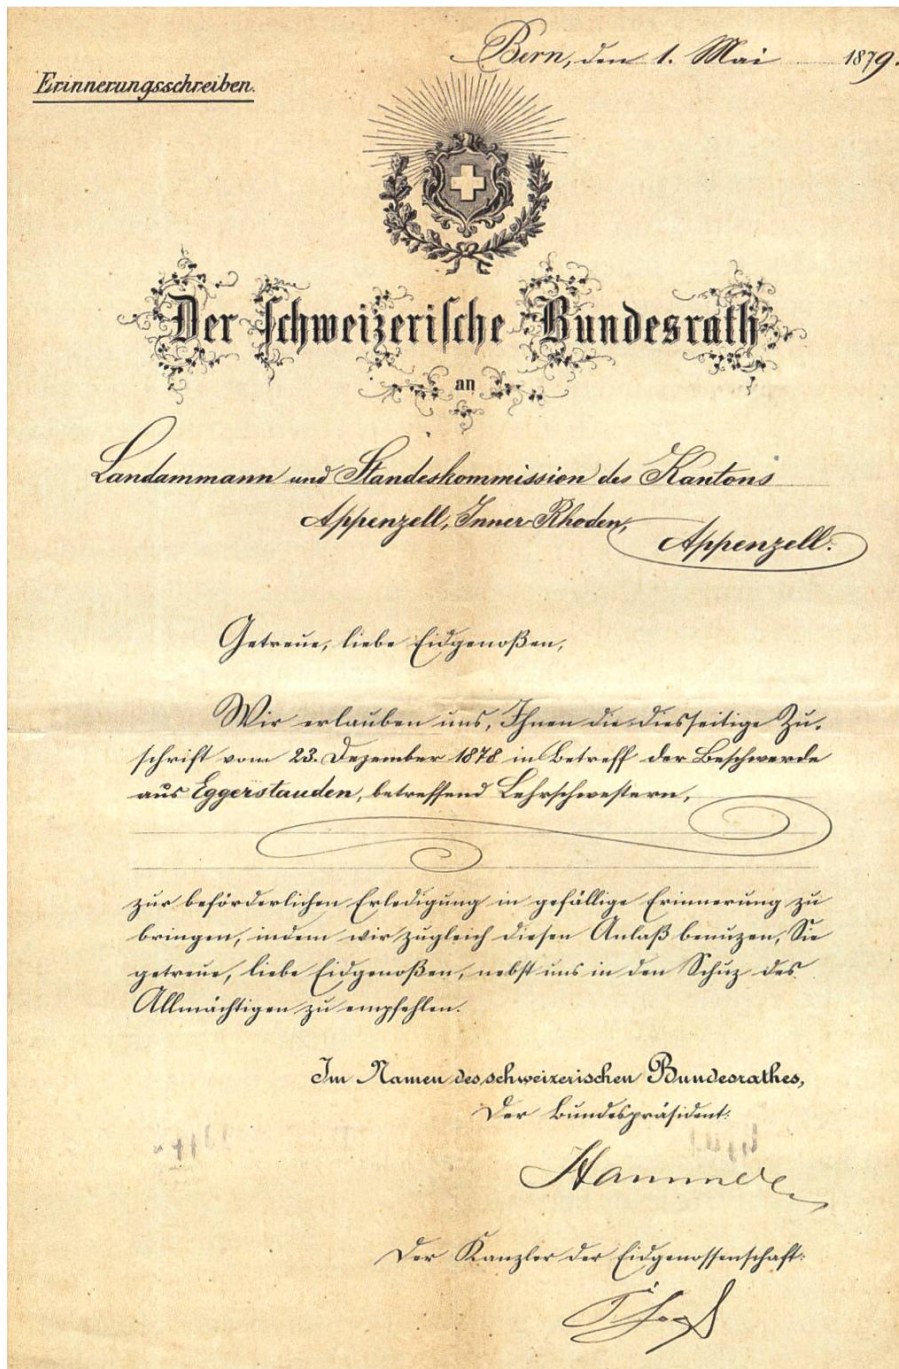 Bern, den 1. Mai 1879.
Erinnerungsschreiben.
Der Schweizerische Bundesrath
an
Landammann und Standeskommission des Kantons
Appenzell, Inner-Rhoden,
Appenzell.
Getreue, liebe Eidgenoßen,
Wir erlauben uns, Ihnen die diesseitige Zu-
schrift vom 23. Dezember 1878 in Betreff der Beschwerde
aus Eggerstauden, betreffend Lehrschwestern,
zur beförderlichen Erledigung in gefällige Erinnerung zu
bringen, indem wir zugleich diesen Anlaß benuzen, Sie
getreue, liebe Eidgenoßen, nebst uns in den Schuz des
Allmächtigen zu empfehlen.
Im Namen des schweizerischen Bundesrathes,
Der Bundespräsident:
Hammer
Der Kanzler der Eidgenossenschaft: